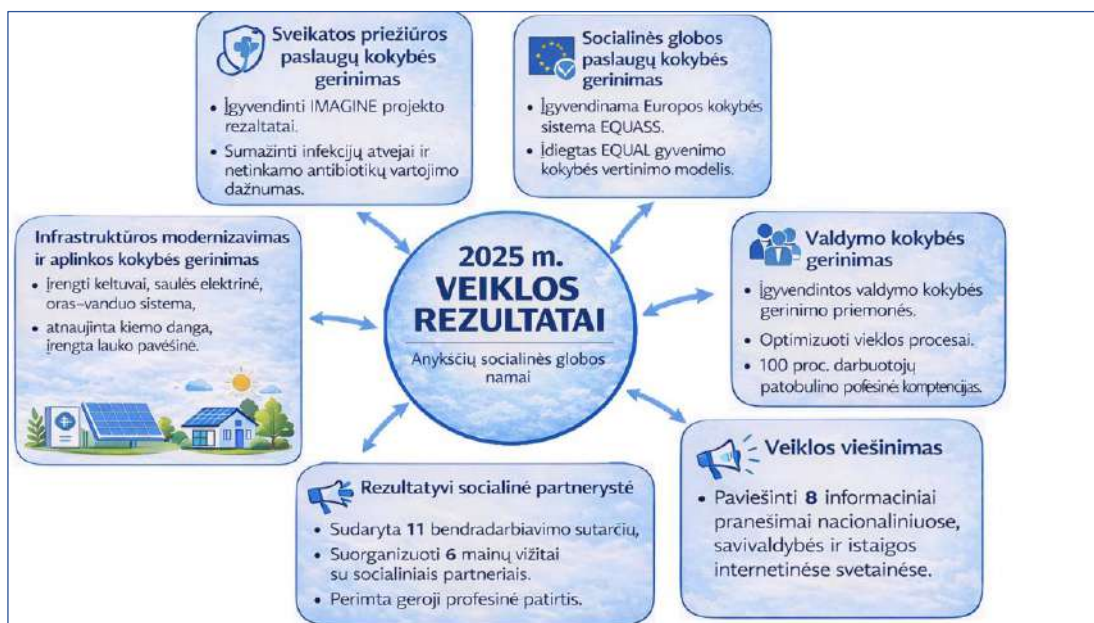 Sveikatos priežiūros
paslaugų kokybės
gerinimas
• Įgyvendinti IMAGINE projekto
rezaltatai.
• Sumažinti infekcijų atvejai ir
netinkamo antibiotikų vartojimo
dažnumas.
Socialinės globos
paslaugų kokybės
gerinimas
• Įgyvendinama Europos kokybės
sistema EQUASS.
• Įdiegtas EQUAL gyvenimo
kokybės vertinimo modelis.
Infrastruktūros modernizavimas
ir aplinkos kokybės gerinimas
• Įrengti keltuvai, saulės elektrinė,
oras–vanduo sistema,
• atnaujinta kiemo danga,
įrengta lauko pavėsinė.
2025 m.
VEIKLOS
REZULTATAI
Anykščių socialinės globos
namai
Valdymo kokybės
gerinimas
• Įgyvendintos valdymo kokybės
gerinimo priemonės.
• Optimizuoti vieklos procesai.
• 100 proc. darbuotojų
patobulino pofesinės komptencijas.
Rezultatyvi socialinė partnerystė
• Sudaryta 11 bendradarbiavimo sutarčių,
• Suorganizuoti 6 mainų vižitai
su socialiniais partneriais.
• Perimta geroji profesinė patirtis.
Veiklos viešinimas
• Paviešinti 8 informaciniai
pranešimai nacionaliniuose,
savivaldybės ir istaigos
internetinėse svetainėse.